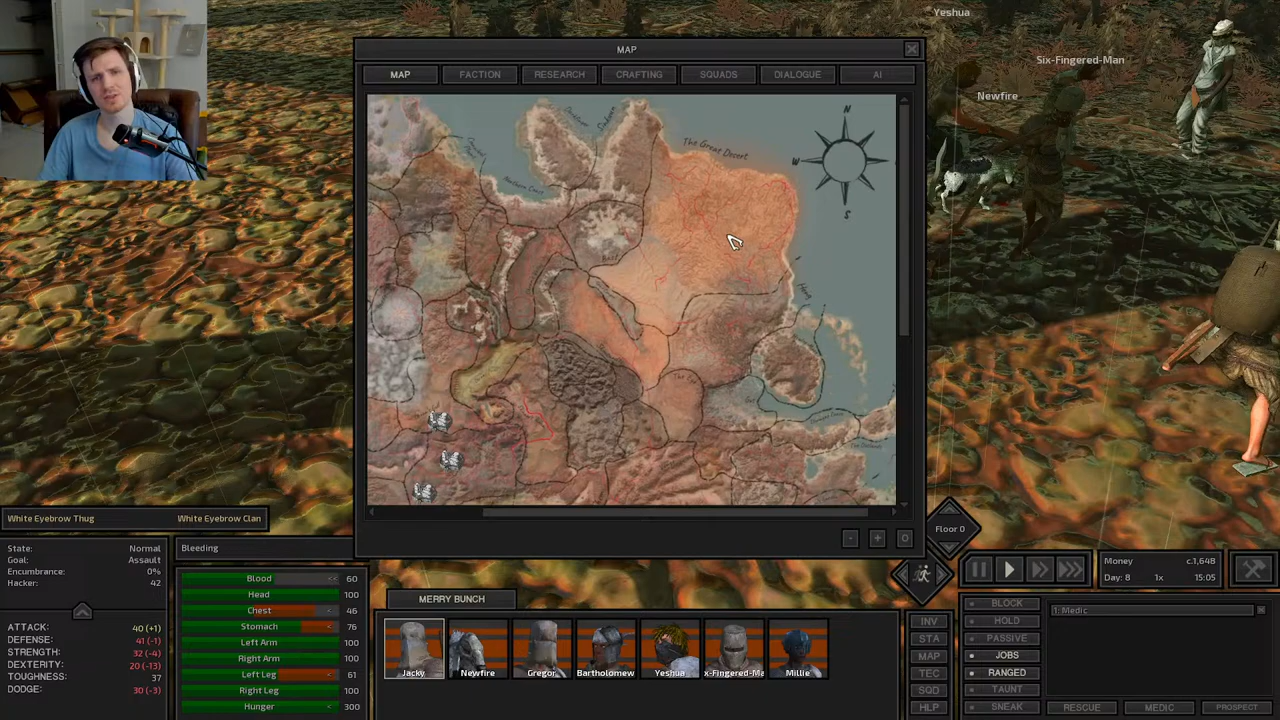 Yeshua
Six-Fingered-Man
Newfire
MAP
MAP FACTION RESEARCH CRAFTING SQUADS DIALOGUE AI
The Great Desert
Northern Coast
N
W
S
White Eyebrow Thug White Eyebrow Clan
State: Normal
Goal: Assault
Encumbrance: 0%
Hacker: 42
ATTACK: 40 (+1)
DEFENSE: 41 (-1)
STRENGTH: 32 (-4)
DEXTERITY: 20 (-13)
TOUGHNESS: 37
DODGE: 30 (-3)
Bleeding
Blood << 60
Head 100
Chest < 46
Stomach < 76
Left Arm 100
Right Arm 100
Left Leg < 61
Right Leg 100
Hunger 300
MERRY BUNCH
Jacky Newfire Gregor Bartholomew Yeshua x-Fingered-Ma Millie
- + O
Floor 0
INV
STA
MAP
TEC
SQD
HLP
Money c.1,648
Day: 8 1x 15:05
BLOCK
HOLD
PASSIVE
JOBS
RANGED
TAUNT
SNEAK
1: Medic
RESCUE MEDIC PROSPECT